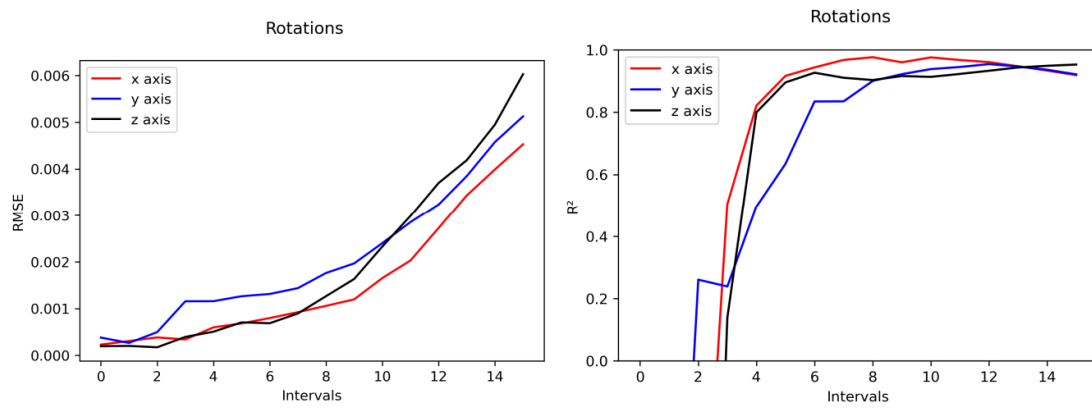 Rotations
x axis
y axis
z axis
RMSE
0.006
0.005
0.004
0.003
0.002
0.001
0.000
0 2 4 6 8 10 12 14
Intervals
Rotations
x axis
y axis
z axis
R²
1.0
0.8
0.6
0.4
0.2
0.0
0 2 4 6 8 10 12 14
Intervals